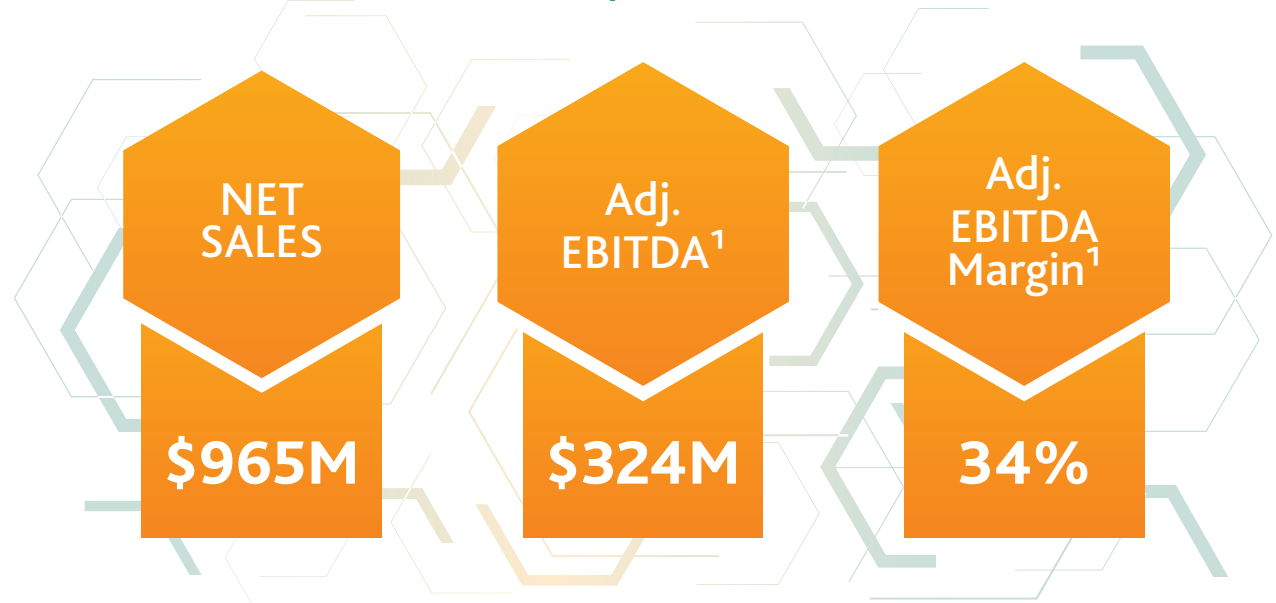 NET
SALES
$965M
Adj.
EBITDA¹
$324M
Adj.
EBITDA
Margin¹
34%